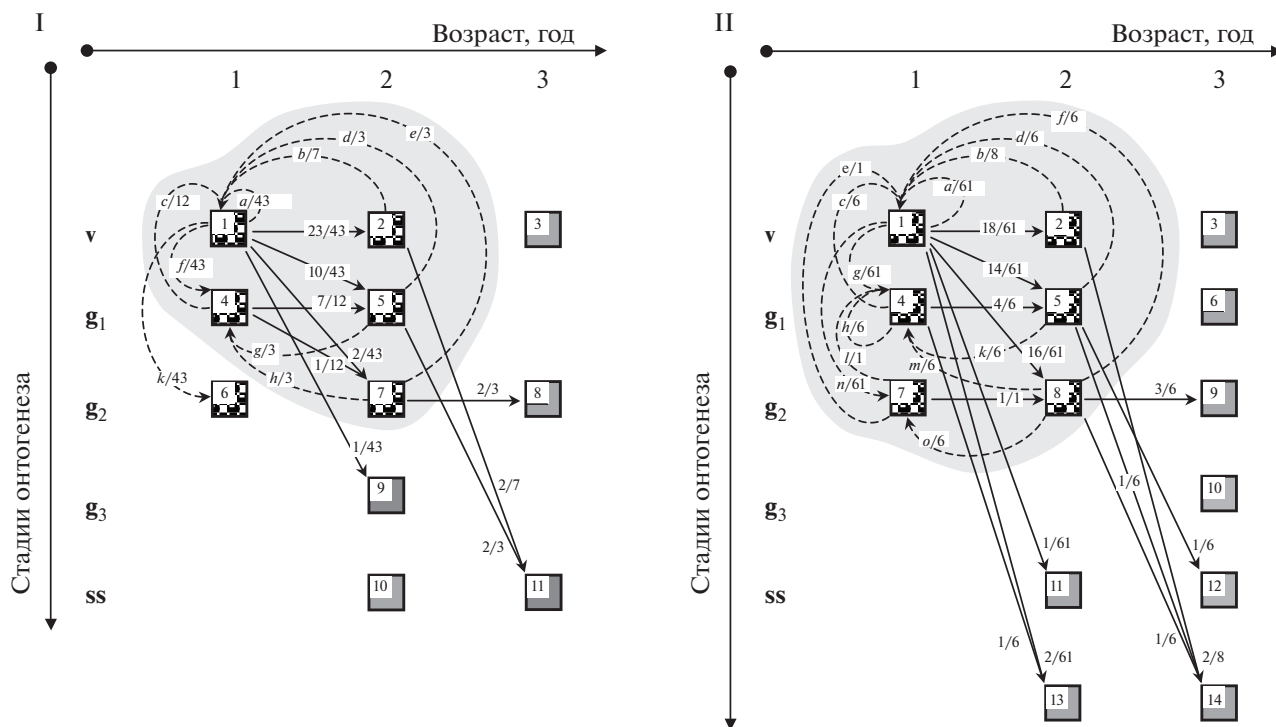 I
Возраст, год
1 2 3
Стадии онтогенеза
e/3
d/3
b/7
c/12 a/43
v 1 23/43 2 3
f/43 10/43
g₁ 4 7/12 5
g/3 1/12 2/43
k/43 h/3
g₂ 6 7 2/3 8
1/43
g₃ 9
2/7
2/3
ss 10 11
II
Возраст, год
1 2 3
Стадии онтогенеза
f/6
d/6
b/8
e/1 a/61
c/6
v 1 18/61 2 3
g/61 14/61
g₁ 4 4/6 5 6
h/6 k/6 16/61
l/1 m/6
n/61
g₂ 7 1/1 8 3/6 9
o/6
1/6
g₃ 10
1/61 1/6
ss 11 12
1/6 2/61 1/6 2/8
13 14